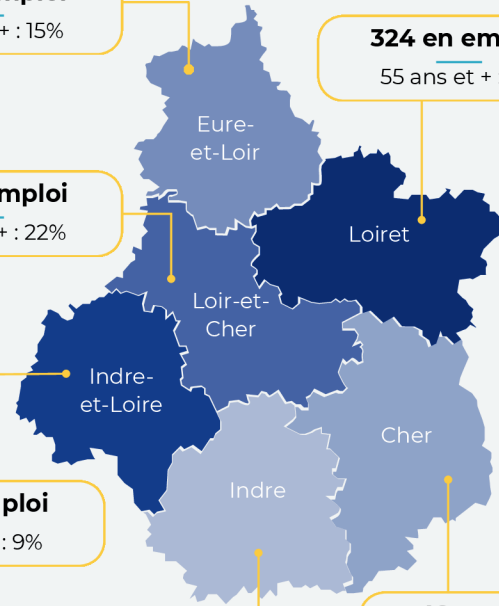 + : 15%
324 en em
55 ans et +
Eure-
et-Loir
mploi
+ : 22%
Loiret
Loir-et-
Cher
Indre-
et-Loire
Cher
Indre
ploi
: 9%